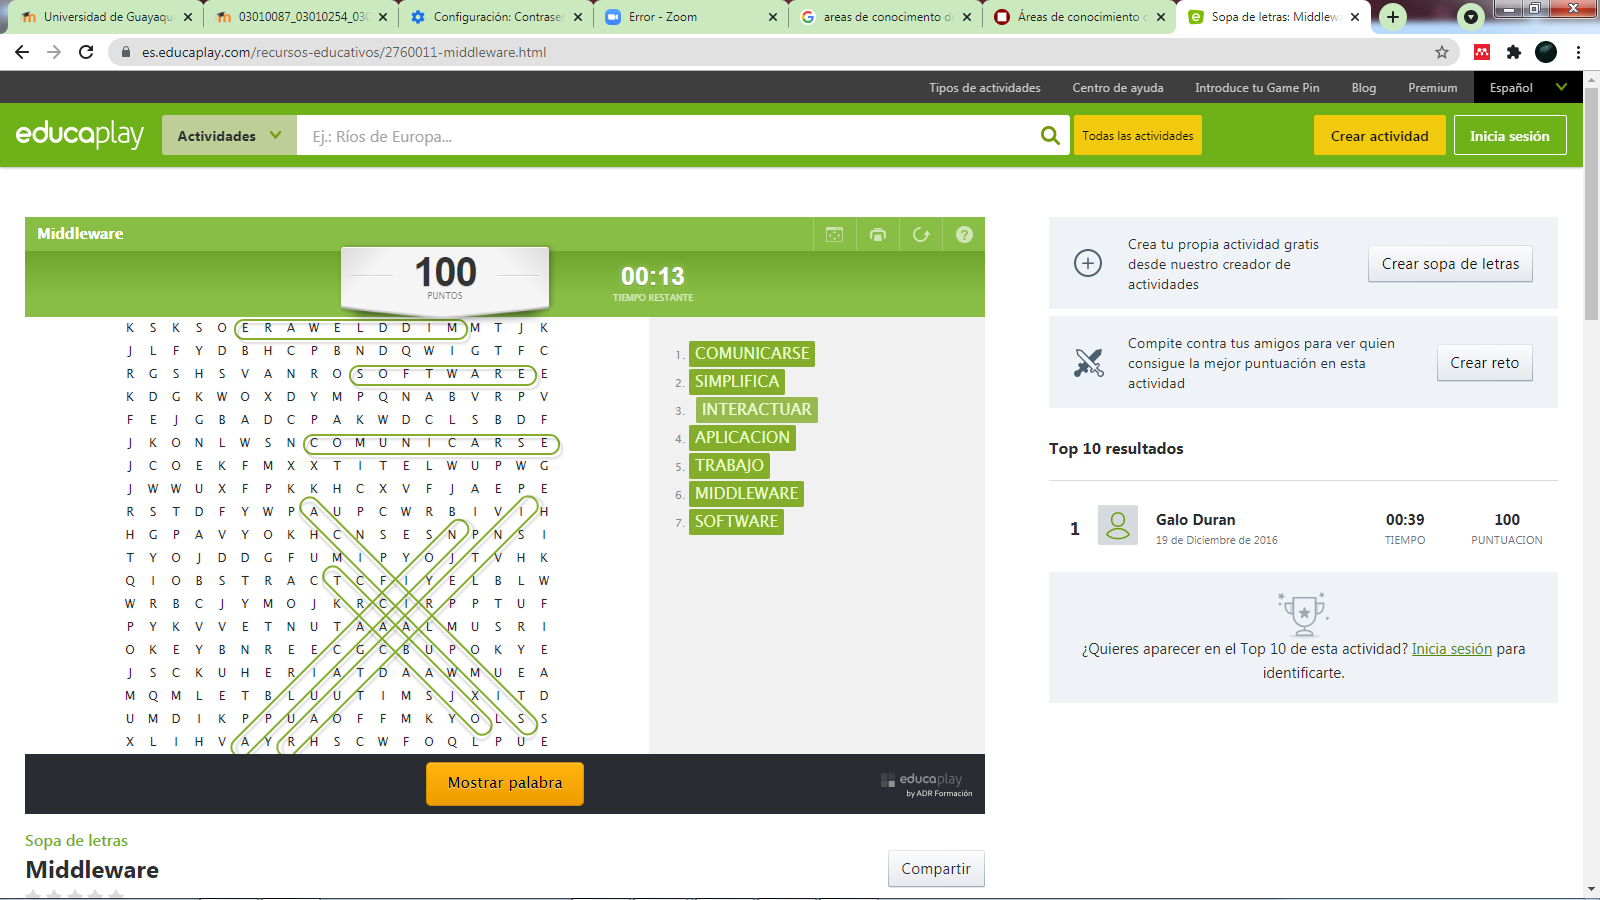 Universidad de Guayaqu
03010087_03010254_030
Configuración: Contraseñ
Error - Zoom
areas de conocimento de
Áreas de conocimiento d
Sopa de letras: Middlewa
es.educaplay.com/recursos-educativos/2760011-middleware.html
Tipos de actividades
Centro de ayuda
Introduce tu Game Pin
Blog
Premium
Español
educaplay
Actividades
Ej.: Ríos de Europa...
Todas las actividades
Crear actividad
Inicia sesión
Middleware
100
PUNTOS
00:13
TIEMPO RESTANTE
K S K S O E R A W E L D D I M M T J K
J L F Y D B H C P B N D Q W I G T F C
R G S H S V A N R O S O F T W A R E E
K D G K W O X D Y M P Q N A B V R P V
F E J G B A D C P A K W D C L S B D F
J K O N L W S N C O M U N I C A R S E
J C O E K F M X X T I T E L W U P W G
J W W U X F P K K H C X V F J A E P E
R S T D F Y W P A U P C W R B I V I H
H G P A V Y O K H C N S E S N P N S I
T Y O J D D G F U M I P Y O J T V H K
Q I O B S T R A C T C F I Y E L B L W
W R B C J Y M O J K R C I R P P T U F
P Y K V V E T N U T A A A L M U S R I
O K E Y B N R E E C G C B U P O K Y E
J S C K U H E R I A T D A A W M U E A
M Q M L E T B L U U T I M S J X I T D
U M D I K P P U A O F F M K Y O L S S
X L I H V A Y R H S C W F O Q L P U E
1. COMUNICARSE
2. SIMPLIFICA
3. INTERACTUAR
4. APLICACION
5. TRABAJO
6. MIDDLEWARE
7. SOFTWARE
Mostrar palabra
educaplay
by ADR Formación
Sopa de letras
Middleware
Compartir
Crea tu propia actividad gratis
desde nuestro creador de
actividades
Crear sopa de letras
Compite contra tus amigos para ver quien
consigue la mejor puntuación en esta
actividad
Crear reto
Top 10 resultados
1
Galo Duran
19 de Diciembre de 2016
00:39
TIEMPO
100
PUNTUACION
¿Quieres aparecer en el Top 10 de esta actividad? Inicia sesión para
identificarte.